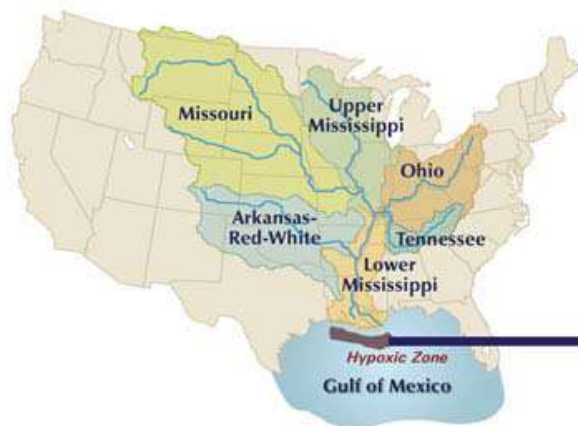 Missouri
Upper
Mississippi
Ohio
Arkansas-
Red-White
Tennessee
Lower
Mississippi
Hypoxic Zone
Gulf of Mexico